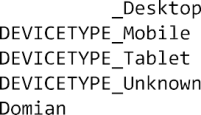 _Desktop
DEVICETYPE_Mobile
DEVICETYPE_Tablet
DEVICETYPE_Unknown
Domian